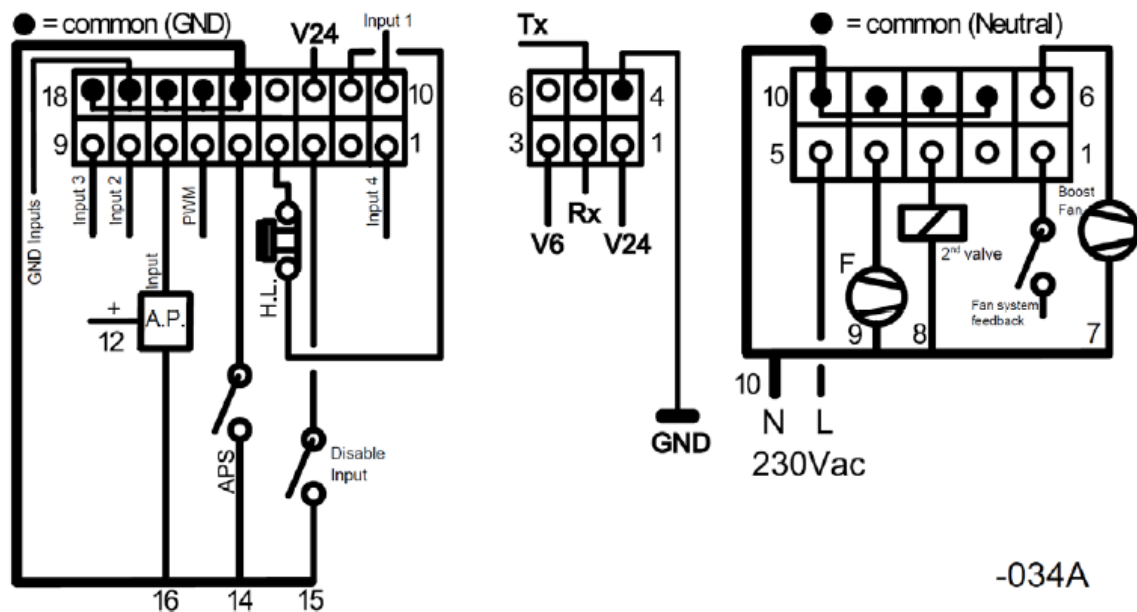 = common (GND)
Input 1
V24
18
10
9
1
GND Inputs
Input 3
Input 2
Input
PWM
Input 4
H.L.
+
12
A.P.
APS
Disable
Input
16
14
15
Tx
6
4
3
1
Rx
V6
V24
GND
= common (Neutral)
10
6
5
1
Boost
Fan
F
2nd valve
Fan system
feedback
9
8
7
10
N
L
230Vac
-034A